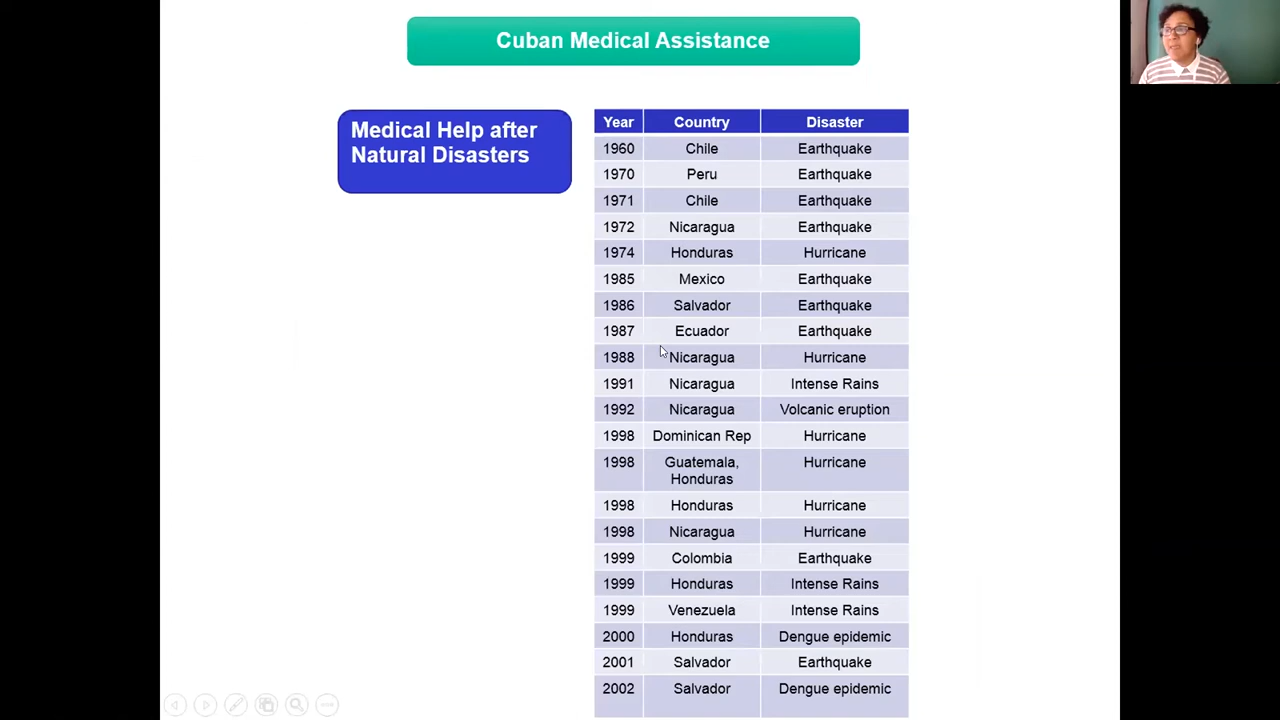 Cuban Medical Assistance
Medical Help after
Natural Disasters
Year Country Disaster
1960 Chile Earthquake
1970 Peru Earthquake
1971 Chile Earthquake
1972 Nicaragua Earthquake
1974 Honduras Hurricane
1985 Mexico Earthquake
1986 Salvador Earthquake
1987 Ecuador Earthquake
1988 Nicaragua Hurricane
1991 Nicaragua Intense Rains
1992 Nicaragua Volcanic eruption
1998 Dominican Rep Hurricane
1998 Guatemala, Hurricane
Honduras
1998 Honduras Hurricane
1998 Nicaragua Hurricane
1999 Colombia Earthquake
1999 Honduras Intense Rains
1999 Venezuela Intense Rains
2000 Honduras Dengue epidemic
2001 Salvador Earthquake
2002 Salvador Dengue epidemic